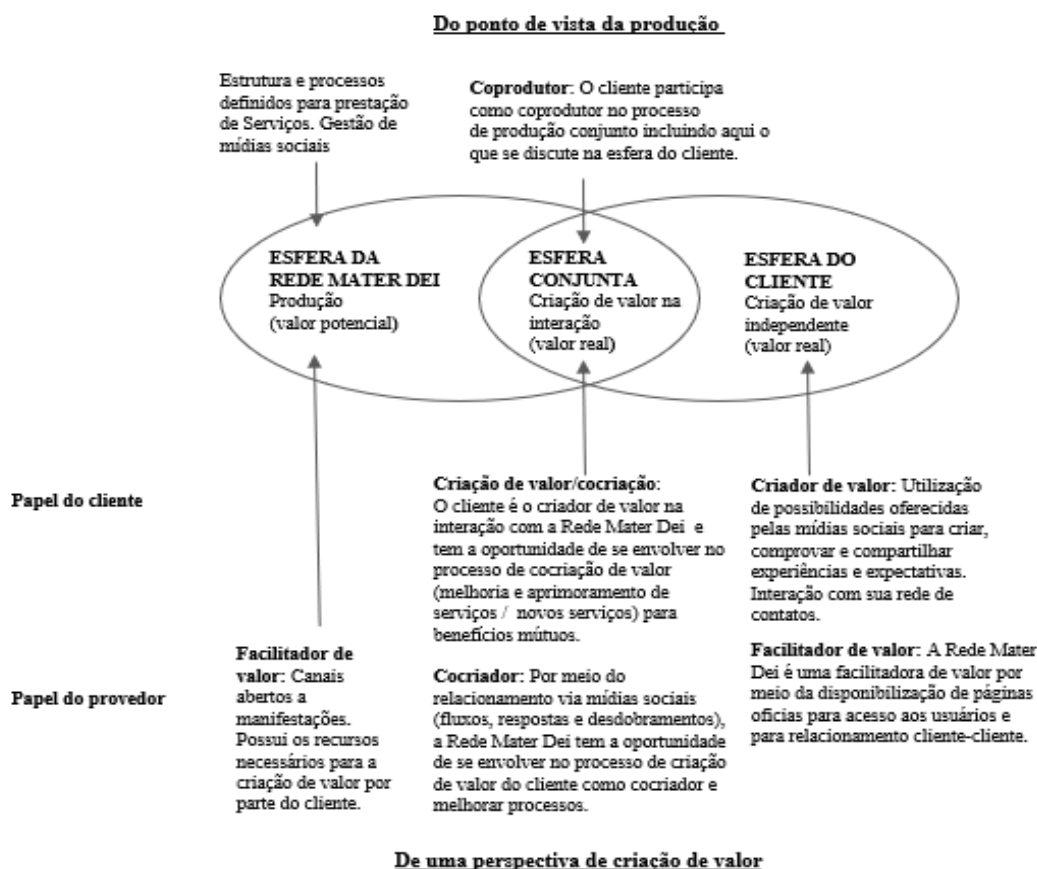 Do ponto de vista da produção
Estrutura e processos
definidos para prestação
de Serviços. Gestão de
mídias sociais
Coprodutor: O cliente participa
como coprodutor no processo
de produção conjunto incluindo aqui o
que se discute na esfera do cliente.
ESFERA DA
REDE MATER DEI
Produção
(valor potencial)
ESFERA
CONJUNTA
Criação de valor na
interação
(valor real)
ESFERA DO
CLIENTE
Criação de valor
independente
(valor real)
Papel do cliente
Criação de valor/cocriação:
O cliente é o criador de valor na
interação com a Rede Mater Dei e
tem a oportunidade de se envolver no
processo de cocriação de valor
(melhoria e aprimoramento de
serviços / novos serviços) para
benefícios mútuos.
Criador de valor: Utilização
de possibilidades oferecidas
pelas mídias sociais para criar,
comprovar e compartilhar
experiências e expectativas.
Interação com sua rede de
contatos.
Papel do provedor
Facilitador de
valor: Canais
abertos a
manifestações.
Possui os recursos
necessários para a
criação de valor por
parte do cliente.
Cocriador: Por meio do
relacionamento via mídias sociais
(fluxos, respostas e desdobramentos),
a Rede Mater Dei tem a oportunidade
de se envolver no processo de criação
de valor do cliente como cocriador e
melhorar processos.
Facilitador de valor: A Rede Mater
Dei é uma facilitadora de valor por
meio da disponibilização de páginas
oficias para acesso aos usuários e
para relacionamento cliente-cliente.
De uma perspectiva de criação de valor